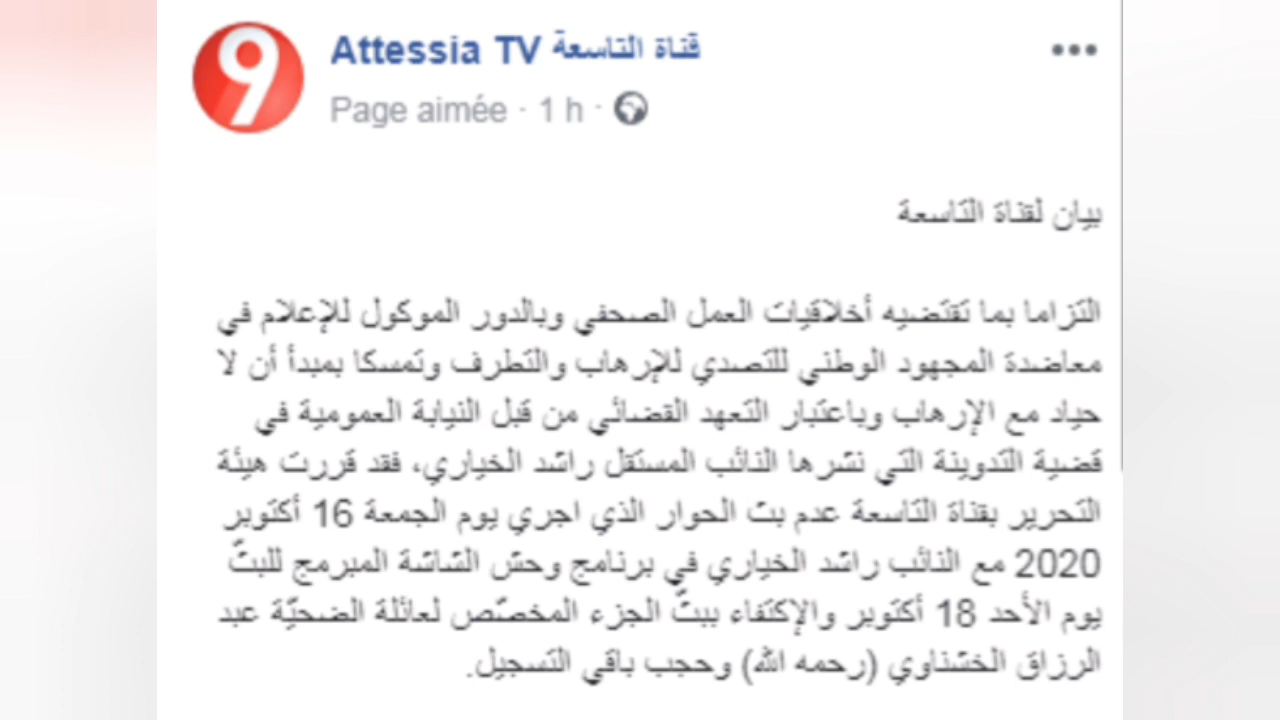 9
Attessia TV قناة التاسعة
Page aimée · 1 h ·
بيان لقناة التاسعة
التزاما بما تقتضيه أخلاقيات العمل الصحفي وبالدور الموكول للإعلام في
معاضدة المجهود الوطني للتصدي للإرهاب والتطرف وتمسكا بمبدأ أن لا
حياد مع الإرهاب وباعتبار التعهد القضائي من قبل النيابة العمومية في
قضية التدوينة التي نشرها النائب المستقل راشد الخياري، فقد قررت هيئة
التحرير بقناة التاسعة عدم بث الحوار الذي اجري يوم الجمعة 16 أكتوبر
2020 مع النائب راشد الخياري في برنامج وحش الشاشة المبرمج للبثّ
يوم الأحد 18 أكتوبر والإكتفاء ببثّ الجزء المخصّص لعائلة الضحيّة عبد
الرزاق الخشناوي (رحمه الله) وحجب باقي التسجيل.